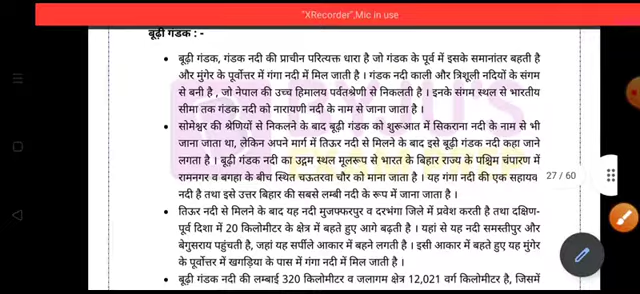 "XRecorder",Mic in use
बूढ़ी गंडक : -
बूढ़ी गंडक, गंडक नदी की प्राचीन परित्यक्त धारा है जो गंडक के पूर्व में इसके समानांतर बहती है
और मुंगेर के पूर्वोत्तर में गंगा नदी में मिल जाती है । गंडक नदी काली और त्रिशूली नदियों के संगम
से बनी है , जो नेपाल की उच्च हिमालय पर्वतश्रेणी से निकलती है । इनके संगम स्थल से भारतीय
सीमा तक गंडक नदी को नारायणी नदी के नाम से जाना जाता है ।
सोमेश्वर की श्रेणियों से निकलने के बाद बूढ़ी गंडक को शुरूआत में सिकराना नदी के नाम से भी
जाना जाता था, लेकिन अपने मार्ग में तिऊर नदी से मिलने के बाद इसे बूढ़ी गंडक नदी कहा जाने
लगता है । बूढ़ी गंडक नदी का उद्गम स्थल मूलरूप से भारत के बिहार राज्य के पश्चिम चंपारण में
रामनगर व बगहा के बीच स्थित चऊतरवा चौर को माना जाता है । यह गंगा नदी की एक सहायक
नदी है तथा इसे उत्तर बिहार की सबसे लम्बी नदी के रूप में जाना जाता है ।
27 / 60
तिऊर नदी से मिलने के बाद यह नदी मुजफ्फरपुर व दरभंगा जिले में प्रवेश करती है तथा दक्षिण-
पूर्व दिशा में 20 किलोमीटर के क्षेत्र में बहते हुए आगे बढ़ती है । यहां से यह नदी समस्तीपुर और
बेगुसराय पहुंचती है, जहां यह सर्पीले आकार में बहने लगती है । इसी आकार में बहते हुए यह मुंगेर
के पूर्वोत्तर में खगड़िया के पास में गंगा नदी में मिल जाती है ।
बूढ़ी गंडक नदी की लम्बाई 320 किलोमीटर व जलागम क्षेत्र 12,021 वर्ग किलोमीटर है, जिसमें